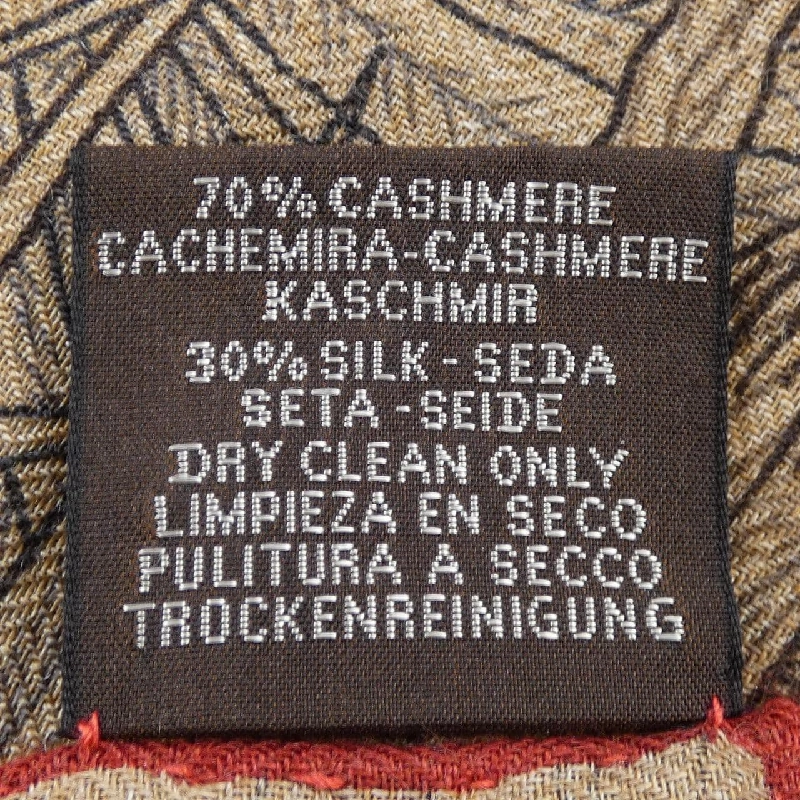 70% CASHMERE
CACHEMIRA-CASHMERE
KASCHMIR
30% SILK - SEDA
SETA - SEIDE
DRY CLEAN ONLY
LIMPIEZA EN SECO
PULITURA A SECCO
TROCKENREINIGUNG